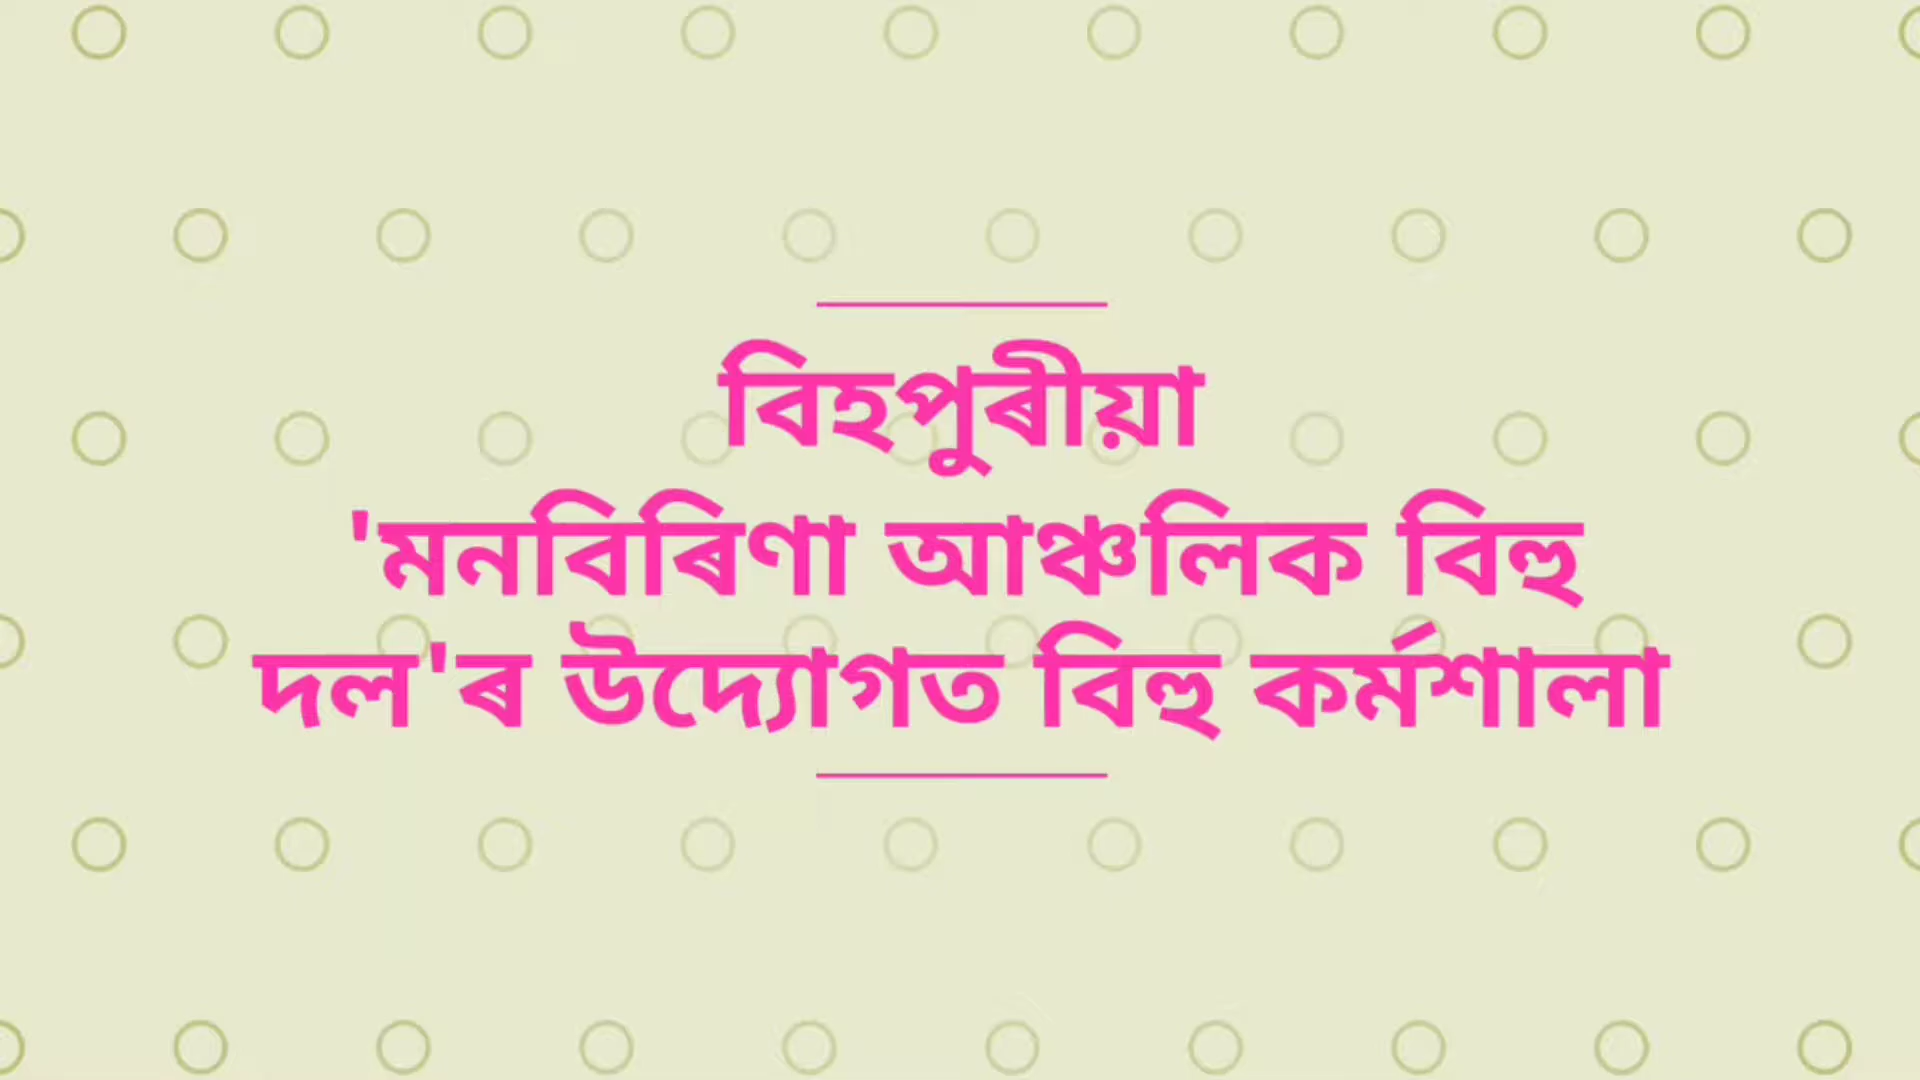 বিহপুৰীয়া
'মনবিৰিণা আঞ্চলিক বিহু
দল'ৰ উদ্যোগত বিহু কৰ্মশালা